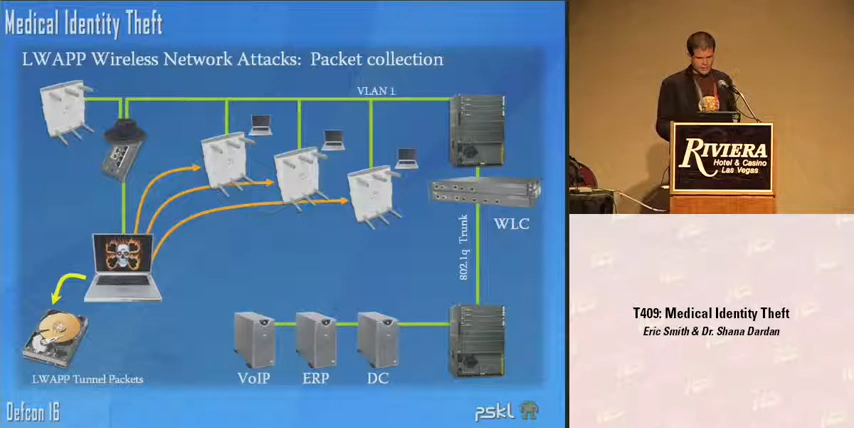 Medical Identity Theft
LWAPP Wireless Network Attacks: Packet collection
VLAN 1
WLC
802.1q Trunk
VoIP ERP DC
LWAPP Tunnel Packets
Defcon 16
pskl
RIVIERA
Hotel & Casino
Las Vegas
T409: Medical Identity Theft
Eric Smith & Dr. Shana Dardan